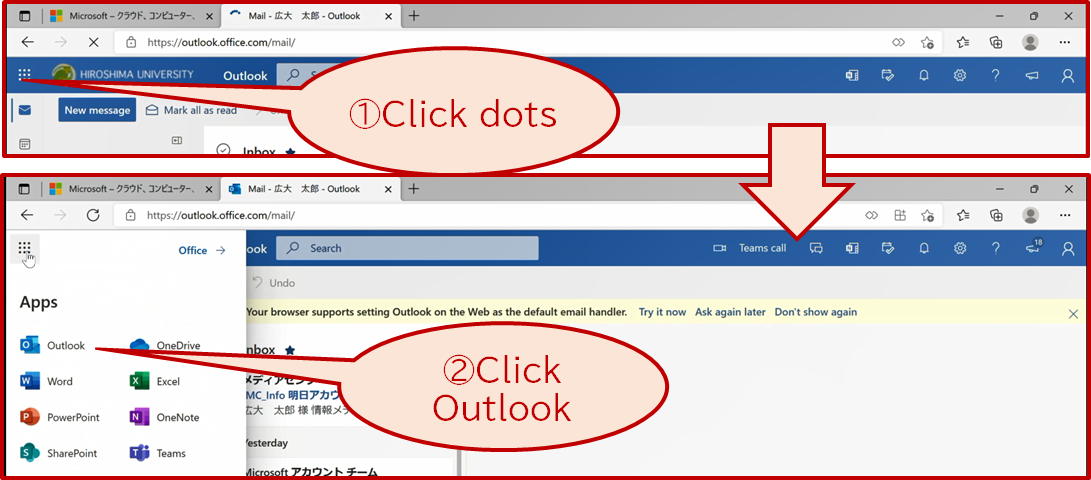 Microsoft – クラウド、コンピューター、
Mail - 広大 太郎 - Outlook
https://outlook.office.com/mail/
HIROSHIMA UNIVERSITY
Outlook
New message
Mark all as read
①Click dots
Inbox
Microsoft – クラウド、コンピューター、
Mail - 広大 太郎 - Outlook
https://outlook.office.com/mail/
Office →
ook
Search
Teams call
18
Undo
Apps
Your browser supports setting Outlook on the Web as the default email handler. Try it now Ask again later Don't show again
Outlook
OneDrive
nbox
②Click
Outlook
Word
Excel
メディアセン
MC_Info 明日アカウ
広大 太郎 様 情報メデ
PowerPoint
OneNote
Yesterday
SharePoint
Teams
Microsoft アカウント チーム